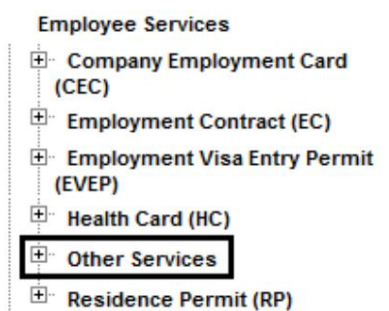 Employee Services
Company Employment Card
(CEC)
Employment Contract (EC)
Employment Visa Entry Permit
(EVEP)
Health Card (HC)
Other Services
Residence Permit (RP)